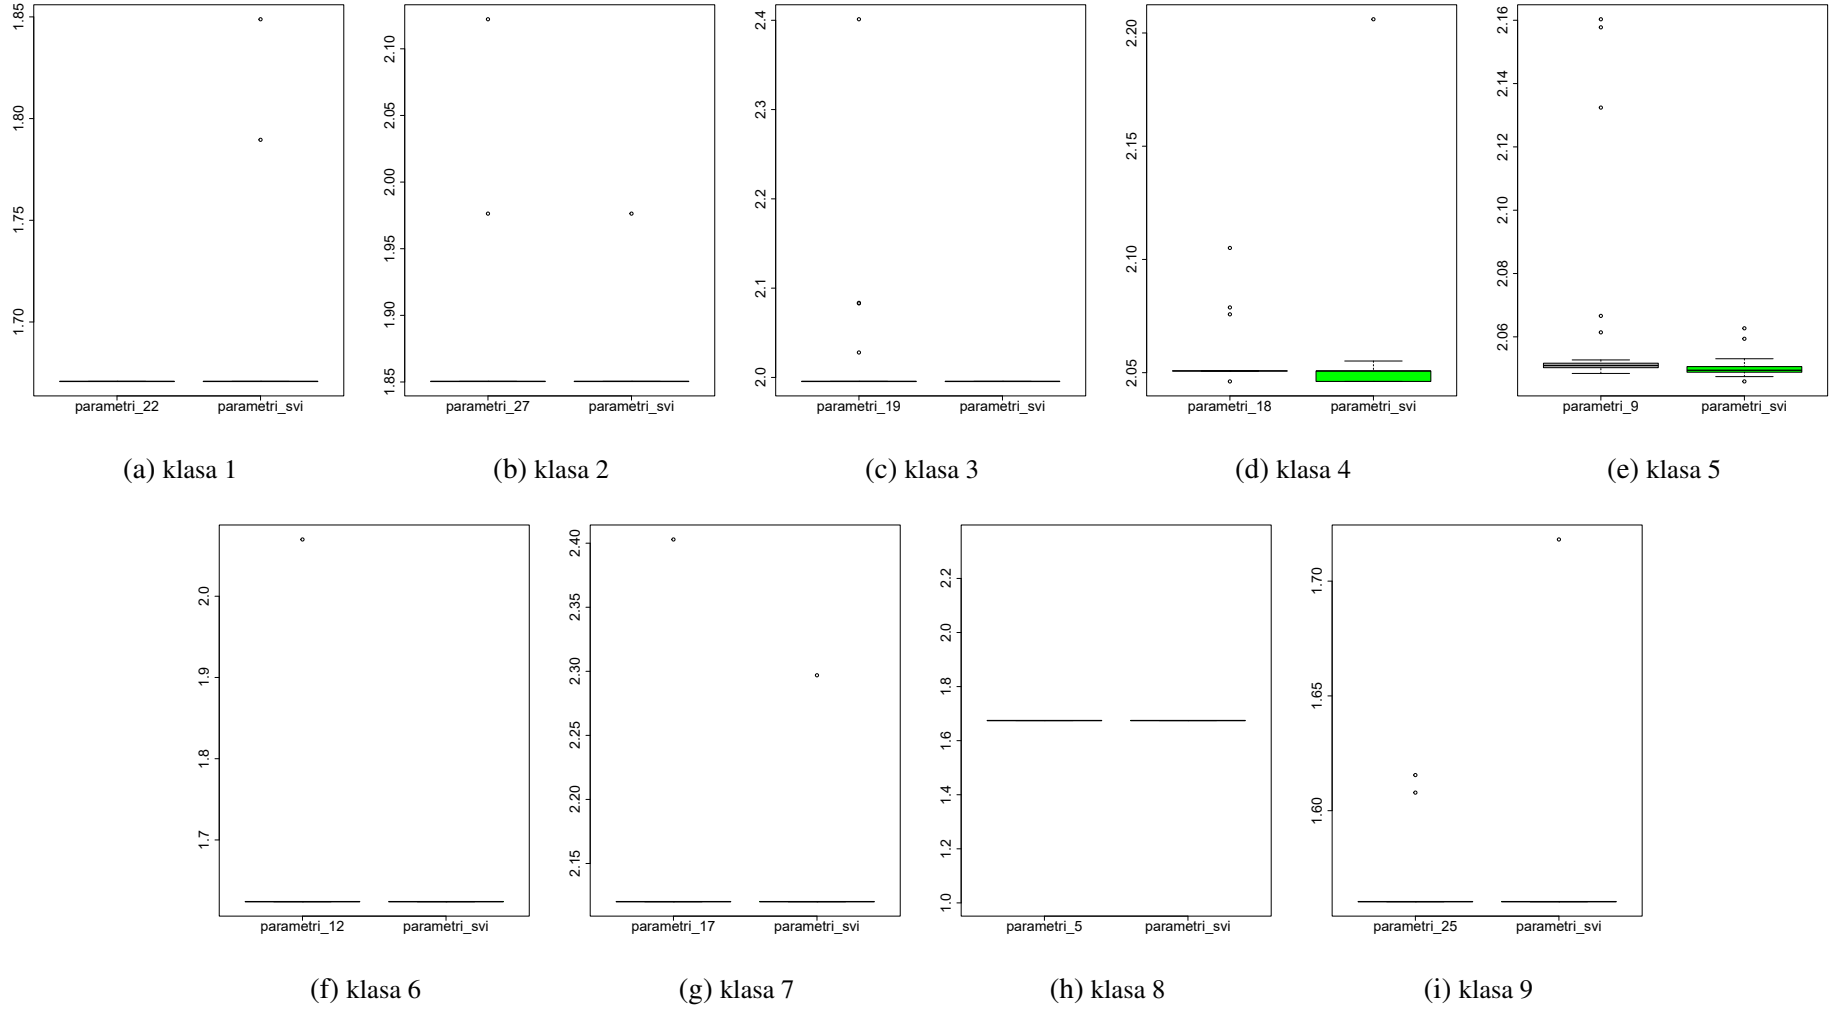 1.85
1.80
1.75
1.70
parametri_22 parametri_svi
(a) klasa 1
2.10
2.05
2.00
1.95
1.90
1.85
parametri_27 parametri_svi
(b) klasa 2
2.4
2.3
2.2
2.1
2.0
parametri_19 parametri_svi
(c) klasa 3
2.20
2.15
2.10
2.05
parametri_18 parametri_svi
(d) klasa 4
2.16
2.14
2.12
2.10
2.08
2.06
parametri_9 parametri_svi
(e) klasa 5
2.0
1.9
1.8
1.7
parametri_12 parametri_svi
(f) klasa 6
2.40
2.35
2.30
2.25
2.20
2.15
parametri_17 parametri_svi
(g) klasa 7
2.2
2.0
1.8
1.6
1.4
1.2
1.0
parametri_5 parametri_svi
(h) klasa 8
1.70
1.65
1.60
parametri_25 parametri_svi
(i) klasa 9